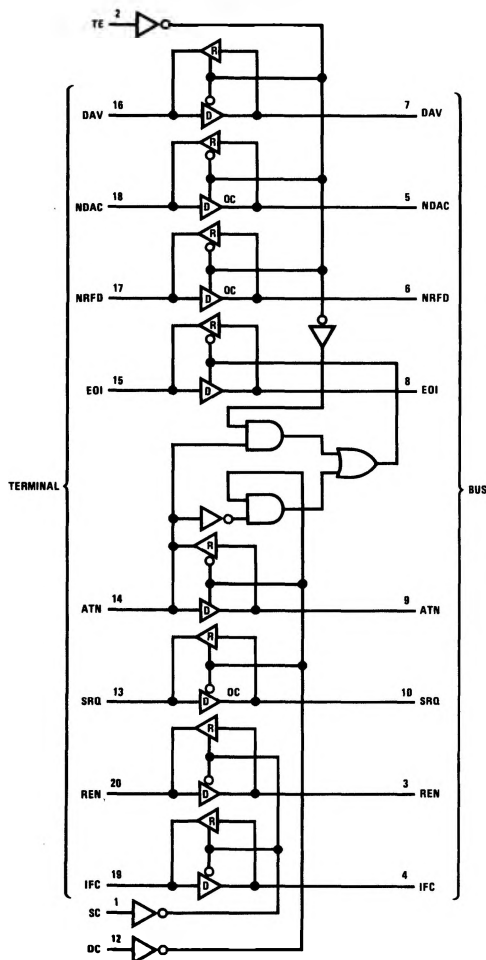 TE 2
R
DAV 16 D 7 DAV
R
NDAC 18 D OC 5 NDAC
R
NRFD 17 D OC 6 NRFD
R
EOI 15 D 8 EOI
TERMINAL BUS
R
ATN 14 D 9 ATN
R
SRQ 13 D OC 10 SRQ
R
REN 20 D 3 REN
R
IFC 19 D 4 IFC
SC 1
DC 12